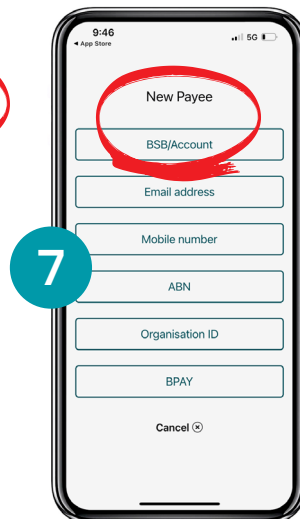 9:46
5G
◀ App Store
New Payee
BSB/Account
Email address
Mobile number
7
ABN
Organisation ID
BPAY
Cancel